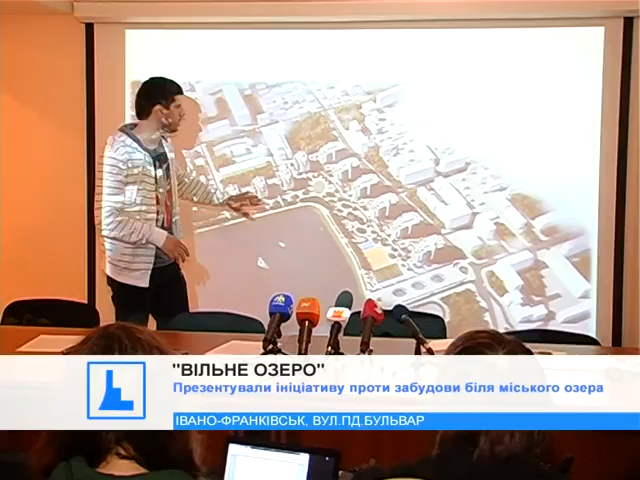 "ВІЛЬНЕ ОЗЕРО"
Презентували ініціативу проти забудови біля міського озера
ІВАНО-ФРАНКІВСЬК, ВУЛ.ПД.БУЛЬВАР